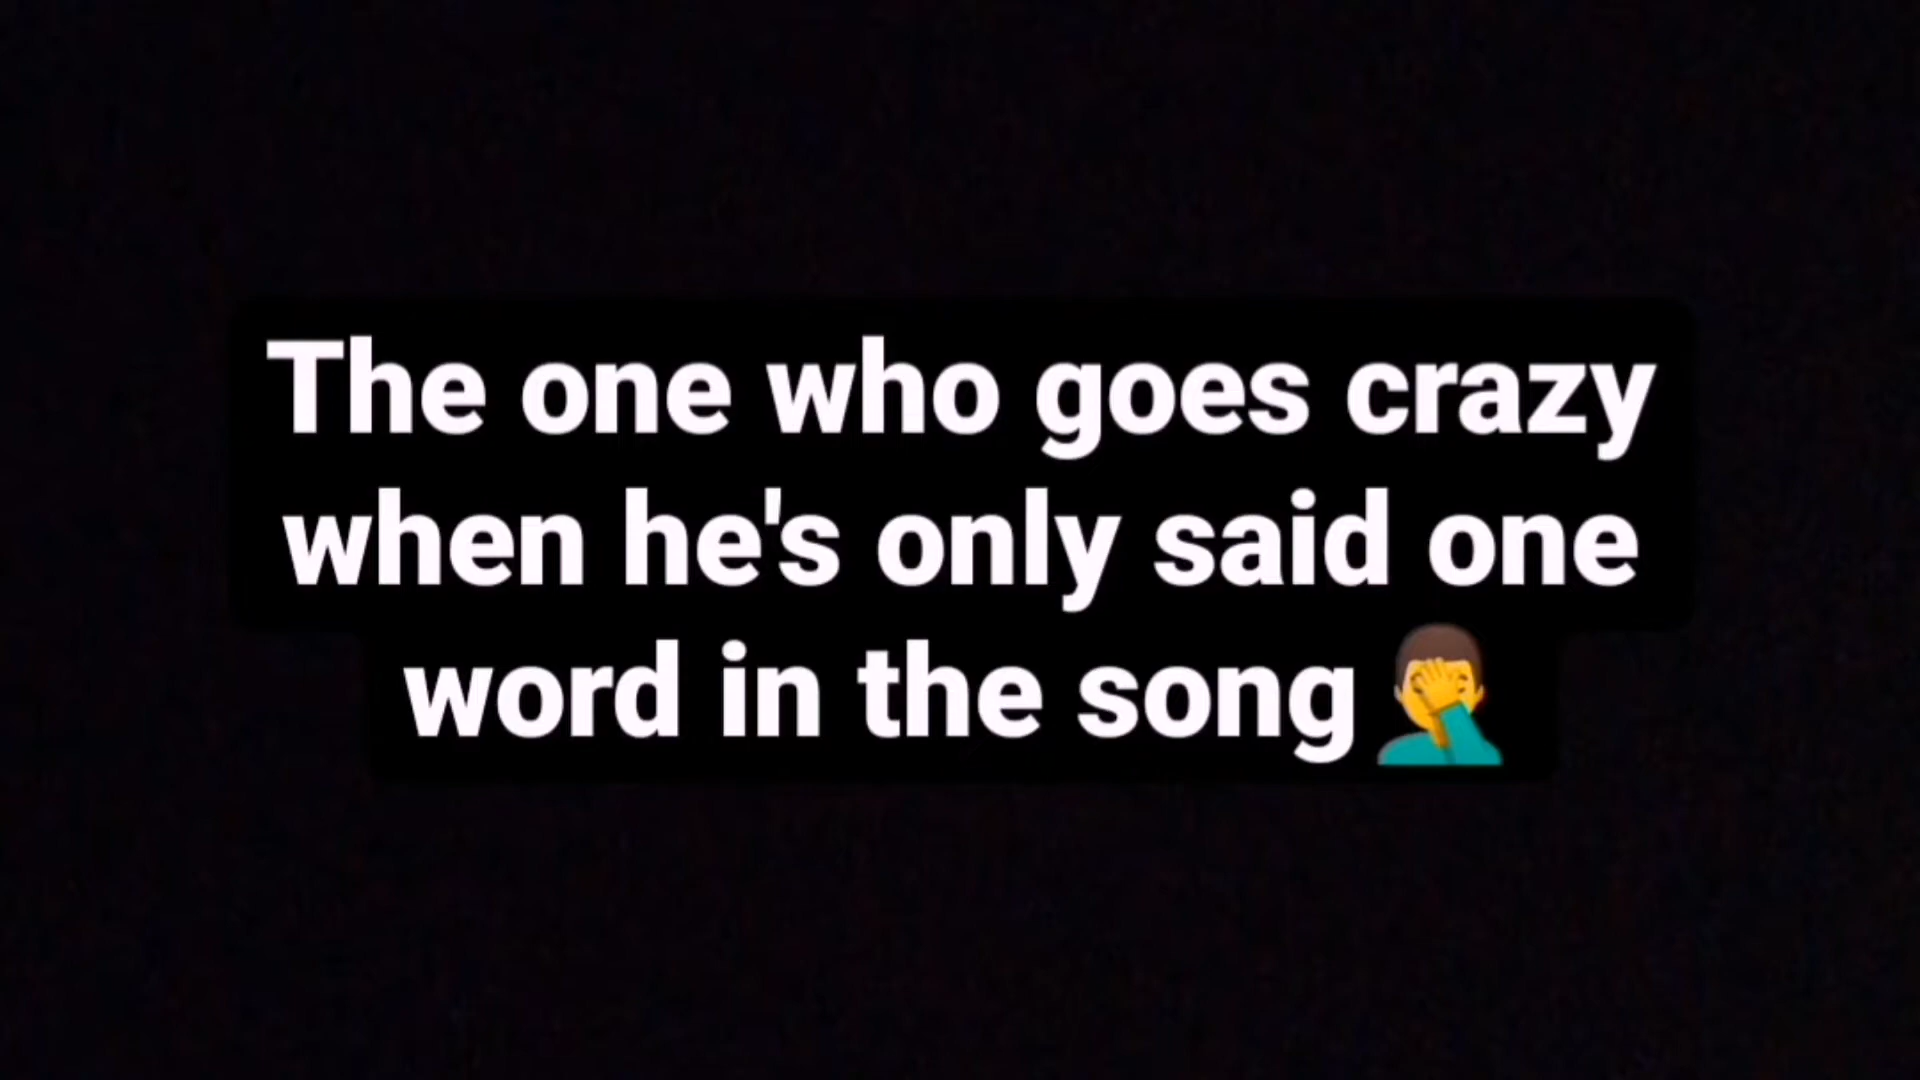 The one who goes crazy
when he's only said one
word in the song🤦‍♂️